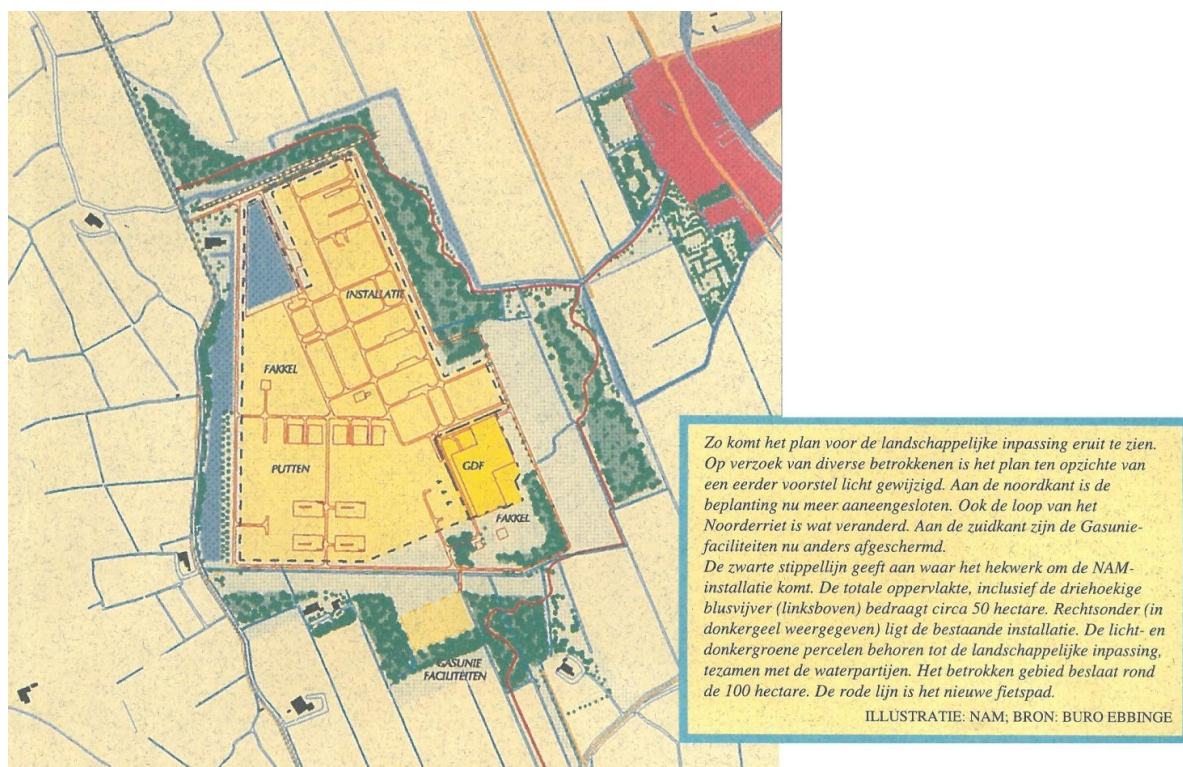 INSTALLATIE
FAKKEL
PUTTEN
GDF
FAKKEL
GASUNIE
FACILITEITEN
Zo komt het plan voor de landschappelijke inpassing eruit te zien.
Op verzoek van diverse betrokkenen is het plan ten opzichte van
een eerder voorstel licht gewijzigd. Aan de noordkant is de
beplanting nu meer aaneengesloten. Ook de loop van het
Noorderriet is wat veranderd. Aan de zuidkant zijn de Gasunie-
faciliteiten nu anders afgeschermd.
De zwarte stippellijn geeft aan waar het hekwerk om de NAM-
installatie komt. De totale oppervlakte, inclusief de driehoekige
blusvijver (linksboven) bedraagt circa 50 hectare. Rechtsonder (in
donkergeel weergegeven) ligt de bestaande installatie. De licht- en
donkergroene percelen behoren tot de landschappelijke inpassing,
tezamen met de waterpartijen. Het betrokken gebied beslaat rond
de 100 hectare. De rode lijn is het nieuwe fietspad.
ILLUSTRATIE: NAM; BRON: BURO EBBINGE